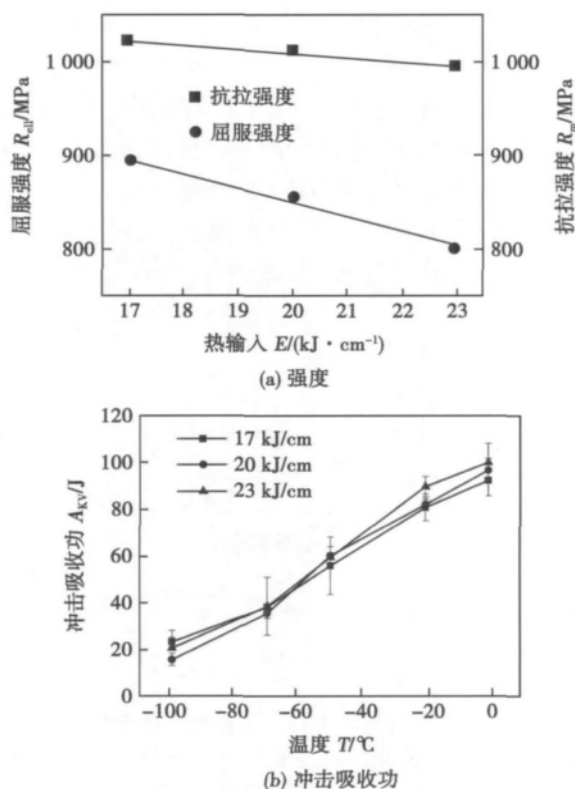 1 000
900
800
屈服强度 R_ell/MPa
1 000
900
800
抗拉强度 R_m/MPa
抗拉强度
屈服强度
17 18 19 20 21 22 23
热输入 E/(kJ·cm⁻¹)
(a) 强度
120
100
80
60
40
20
0
冲击吸收功 A_KV/J
17 kJ/cm
20 kJ/cm
23 kJ/cm
-100 -80 -60 -40 -20 0
温度 T/℃
(b) 冲击吸收功